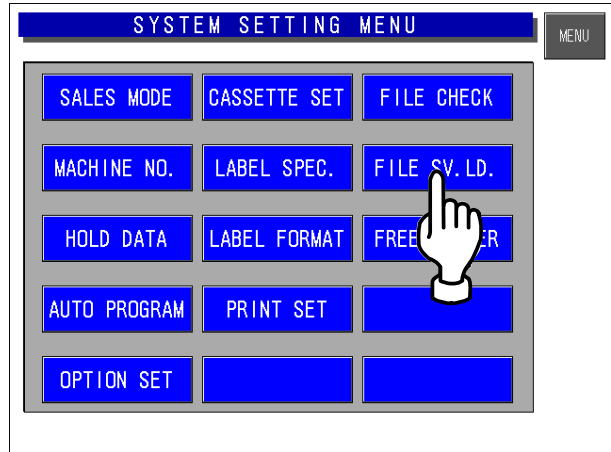 SYSTEM SETTING MENU
MENU
SALES MODE CASSETTE SET FILE CHECK
MACHINE NO. LABEL SPEC. FILE SV.LD.
HOLD DATA LABEL FORMAT
AUTO PROGRAM PRINT SET
OPTION SET